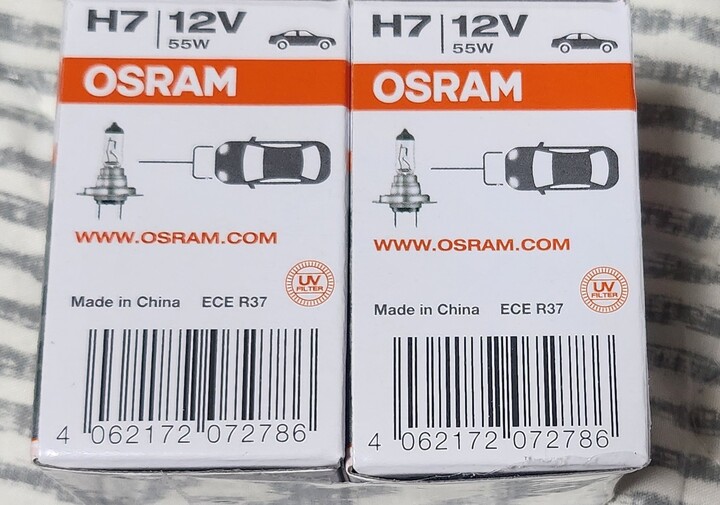 H7 12V
55W
OSRAM
WWW.OSRAM.COM
UV
FILTER
Made in China ECE R37
4 062172 072786
H7 12V
55W
OSRAM
WWW.OSRAM.COM
UV
FILTER
Made in China ECE R37
4 062172 072786